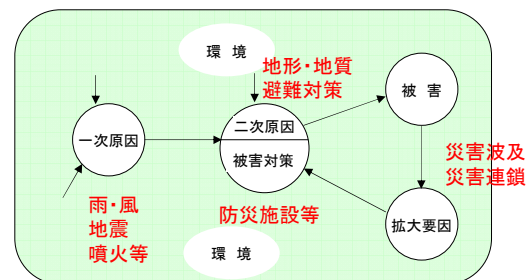 環 境
地形・地質
避難対策
被 害
一次原因
二次原因
被害対策
災害波及
災害連鎖
雨・風
地震
噴火等
防災施設等
拡大要因
環 境